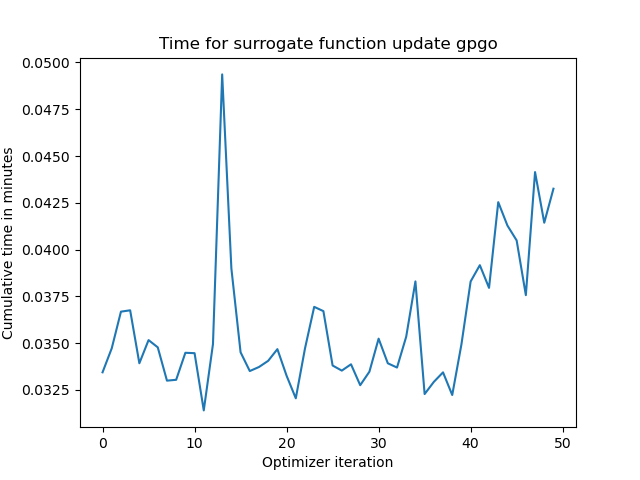 Time for surrogate function update gpgo
0.0500
0.0475
0.0450
0.0425
0.0400
0.0375
0.0350
0.0325
Cumulative time in minutes
0 10 20 30 40 50
Optimizer iteration